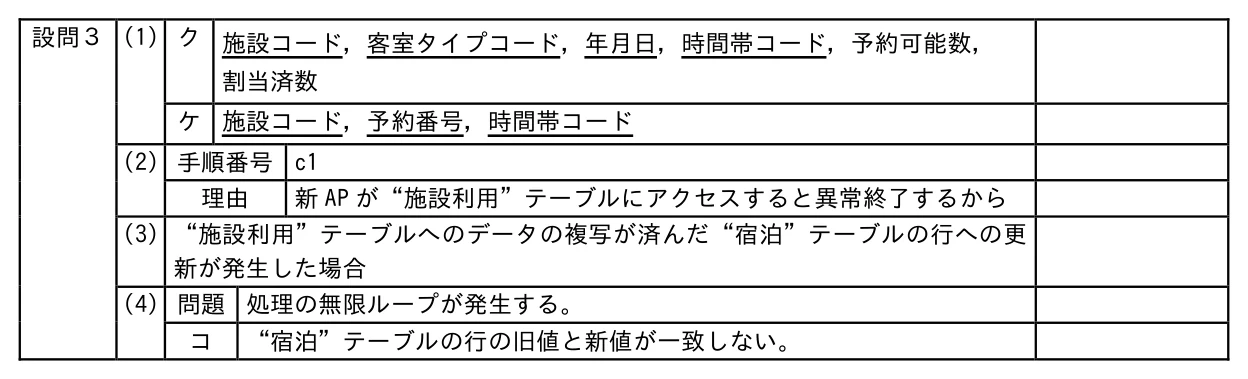 設問3 (1) ク 施設コード，客室タイプコード，年月日，時間帯コード，予約可能数，
割当済数
ケ 施設コード，予約番号，時間帯コード
(2) 手順番号 c1
理由 新APが“施設利用”テーブルにアクセスすると異常終了するから
(3) “施設利用”テーブルへのデータの複写が済んだ“宿泊”テーブルの行への更
新が発生した場合
(4) 問題 処理の無限ループが発生する。
コ “宿泊”テーブルの行の旧値と新値が一致しない。